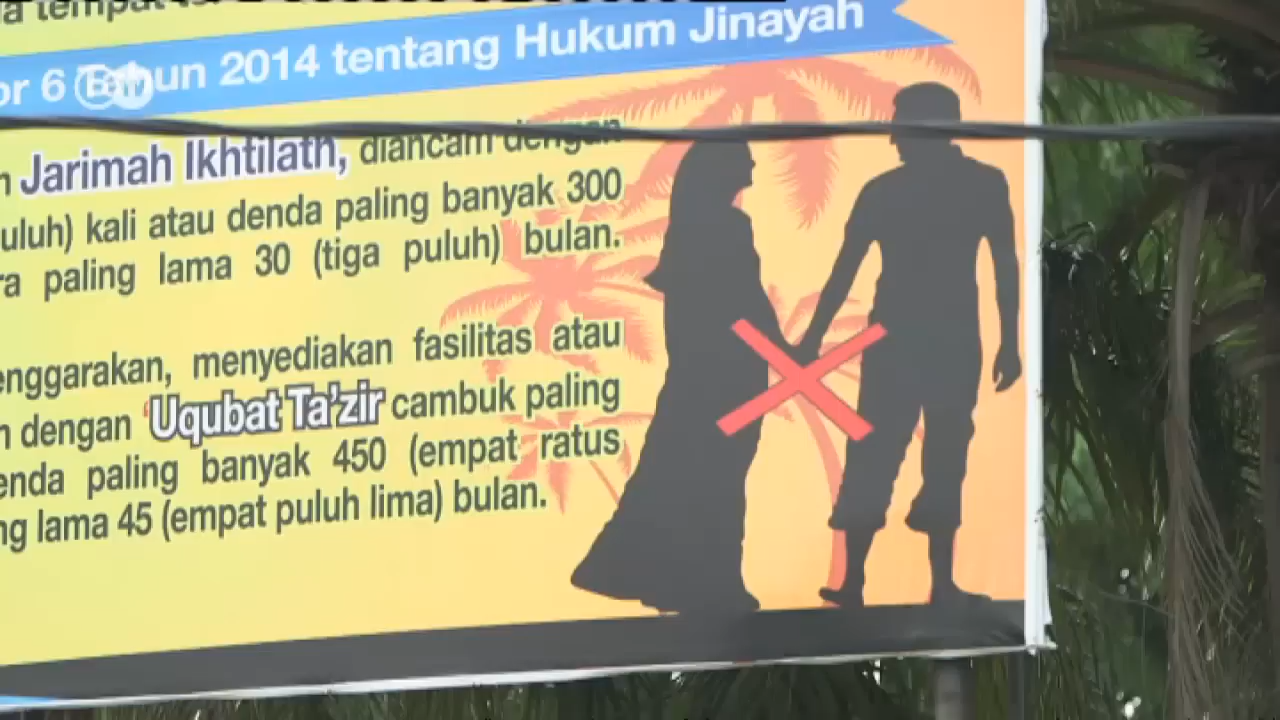 a tempat
or 6 Tahun 2014 tentang Hukum Jinayah
n Jarimah Ikhtilath, diancam dengan
uluh) kali atau denda paling banyak 300
ra paling lama 30 (tiga puluh) bulan.
enggarakan, menyediakan fasilitas atau
n dengan 'Uqubat Ta'zir cambuk paling
enda paling banyak 450 (empat ratus
ng lama 45 (empat puluh lima) bulan.